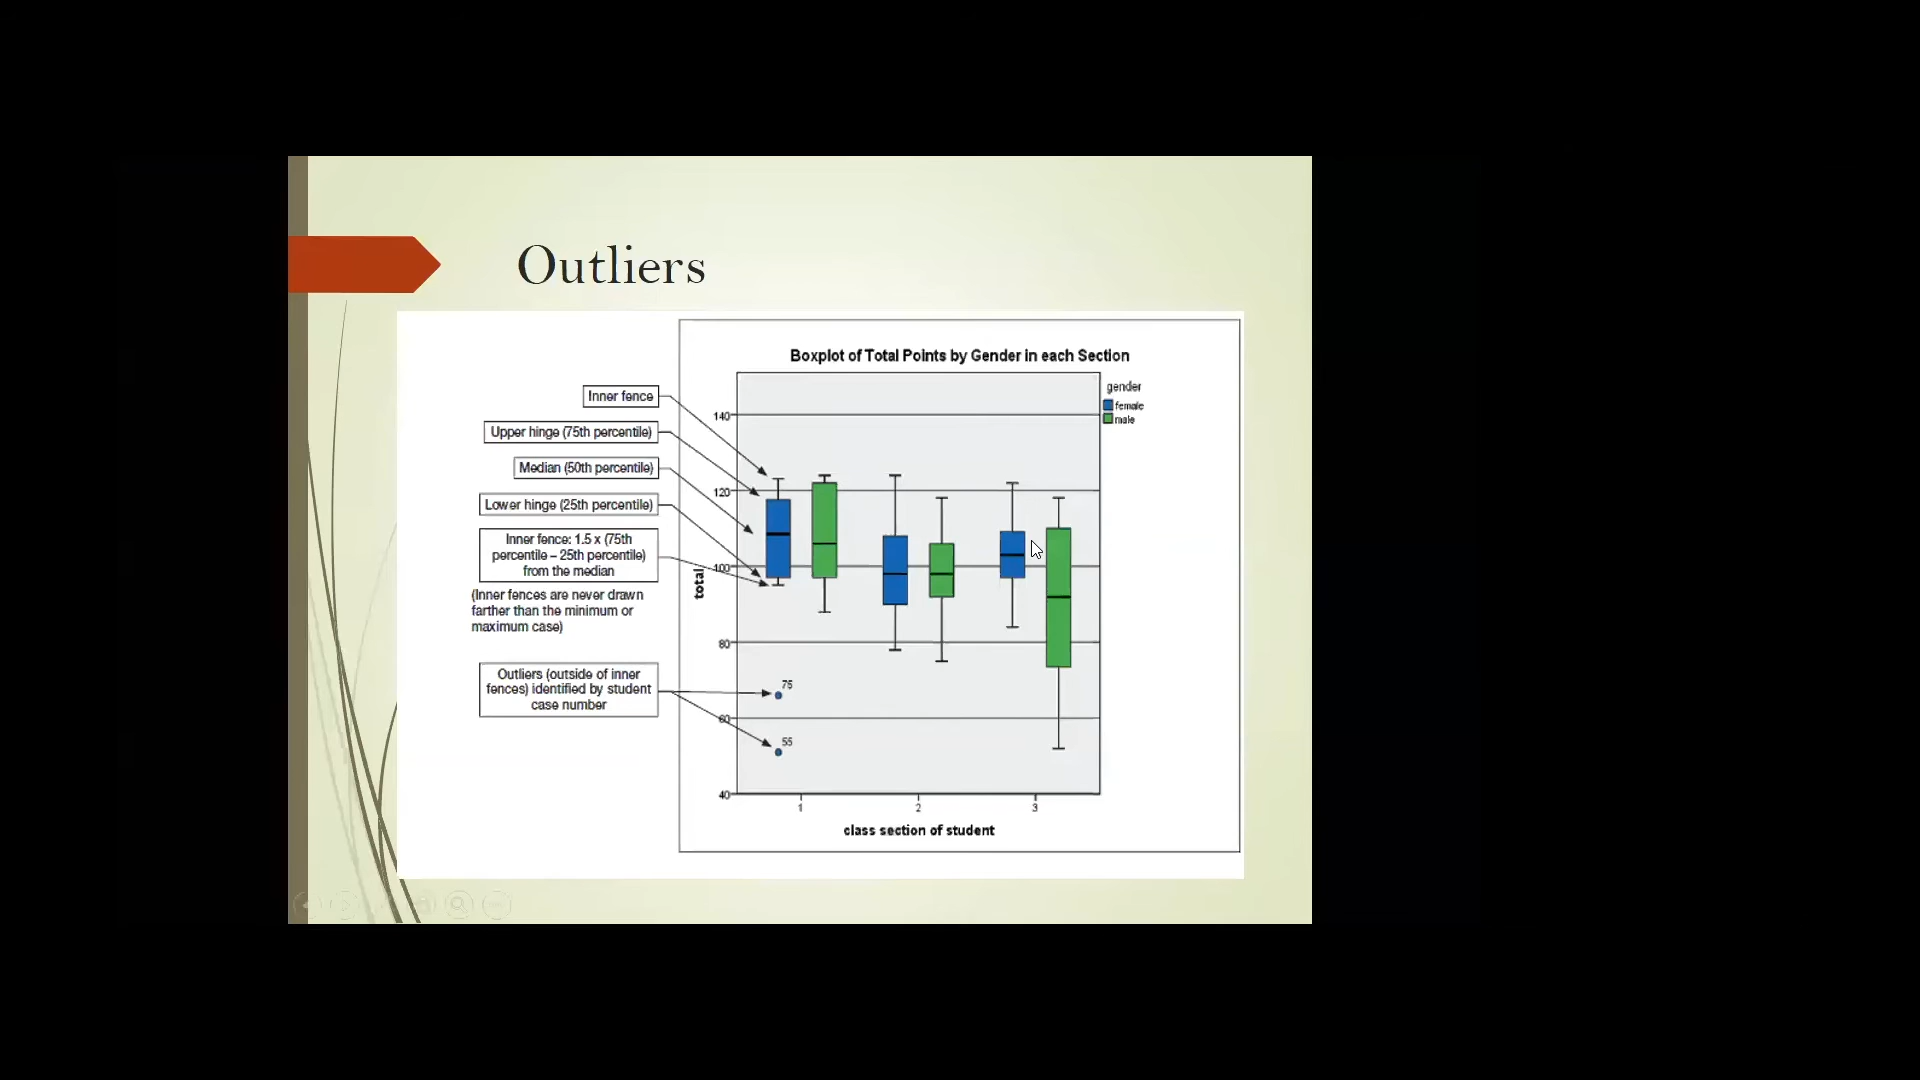 Outliers
Boxplot of Total Points by Gender in each Section
Inner fence
Upper hinge (75th percentile)
Median (50th percentile)
Lower hinge (25th percentile)
Inner fence: 1.5 x (75th
percentile – 25th percentile)
from the median
(Inner fences are never drawn
farther than the minimum or
maximum case)
Outliers (outside of inner
fences) identified by student
case number
gender
female
male
140
120
100
80
60
40
total
75
55
1
2
3
class section of student